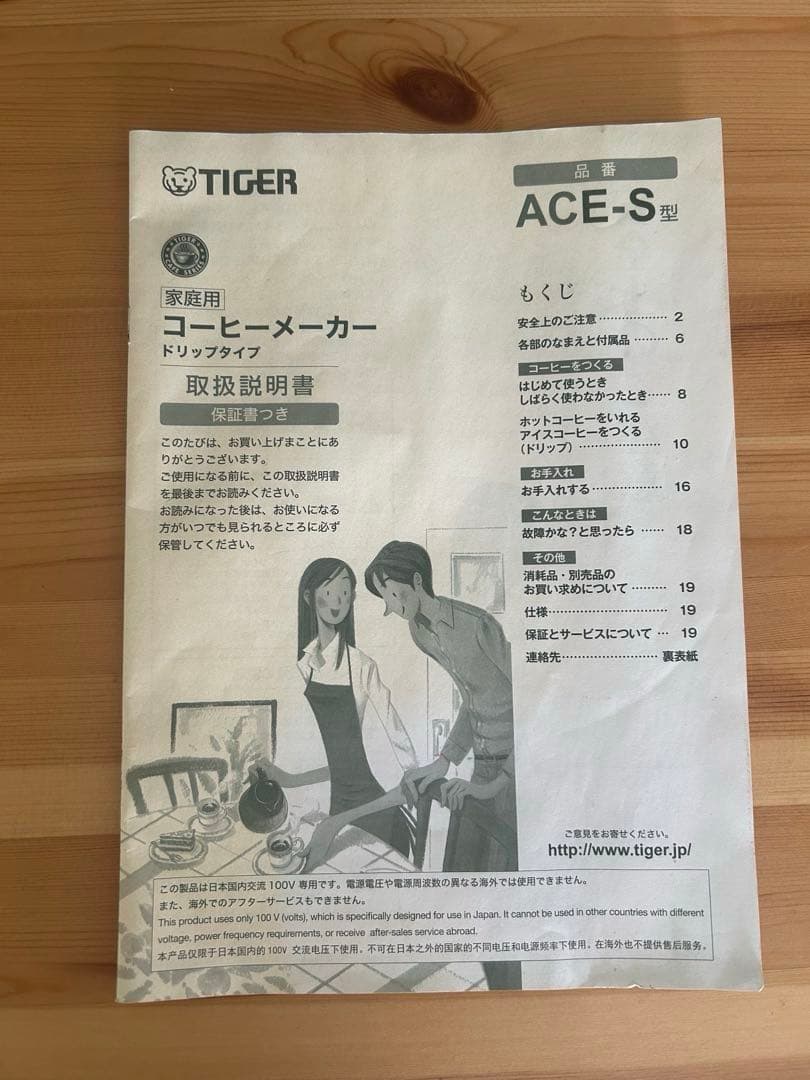 TIGER
TIGER
CAFE SERIES
家庭用
コーヒーメーカー
ドリップタイプ
取扱説明書
保証書つき
このたびは、お買い上げまことにあ
りがとうございます。
ご使用になる前に、この取扱説明書
を最後までお読みください。
お読みになった後は、お使いになる
方がいつでも見られるところに必ず
保管してください。
品番
ACE-S型
もくじ
安全上のご注意 ……………… 2
各部のなまえと付属品 ……… 6
コーヒーをつくる
はじめて使うとき
しばらく使わなかったとき…… 8
ホットコーヒーをいれる
アイスコーヒーをつくる
(ドリップ) ………………… 10
お手入れ
お手入れする……………… 16
こんなときは
故障かな?と思ったら …… 18
その他
消耗品・別売品の
お買い求めについて ……… 19
仕様………………………… 19
保証とサービスについて … 19
連絡先…………………… 裏表紙
ご意見をお寄せください。
http://www.tiger.jp/
この製品は日本国内交流100V専用です。電源電圧や電源周波数の異なる海外では使用できません。
また、海外でのアフターサービスもできません。
This product uses only 100 V (volts), which is specifically designed for use in Japan. It cannot be used in other countries with different
voltage, power frequency requirements, or receive after-sales service abroad.
本产品仅限于日本国内的100V 交流电压下使用。不可在日本之外的国家的不同电压和电源频率下使用。在海外也不提供售后服务。